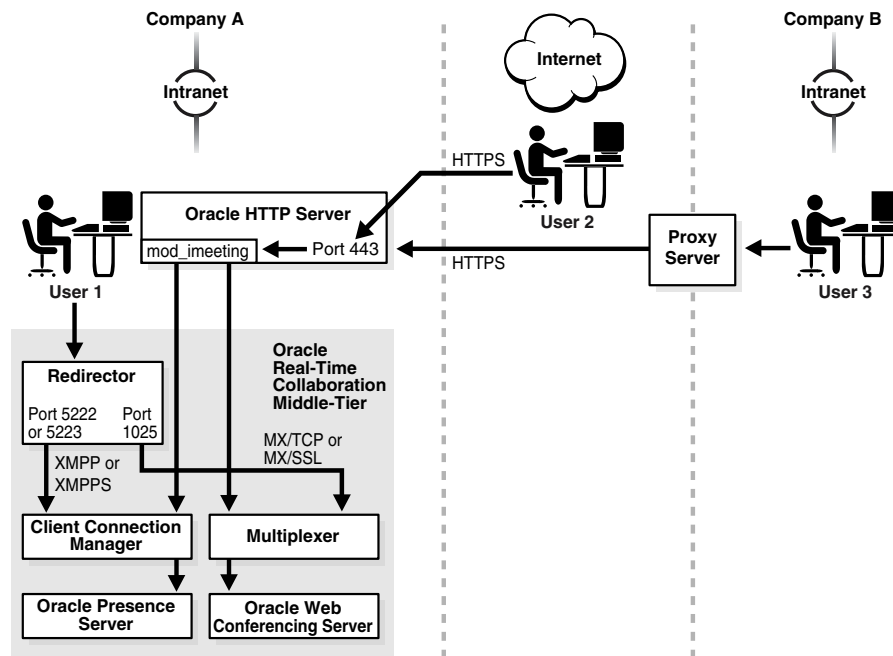 Company A
Company B
Internet
Intranet
Intranet
HTTPS
Oracle HTTP Server
User 2
mod_imeeting
Port 443
Proxy
Server
HTTPS
User 1
User 3
Oracle
Real-Time
Collaboration
Middle-Tier
Redirector
Port 5222
or 5223
Port
1025
MX/TCP or
MX/SSL
XMPP or
XMPPS
Client Connection
Manager
Multiplexer
Oracle Presence
Server
Oracle Web
Conferencing Server